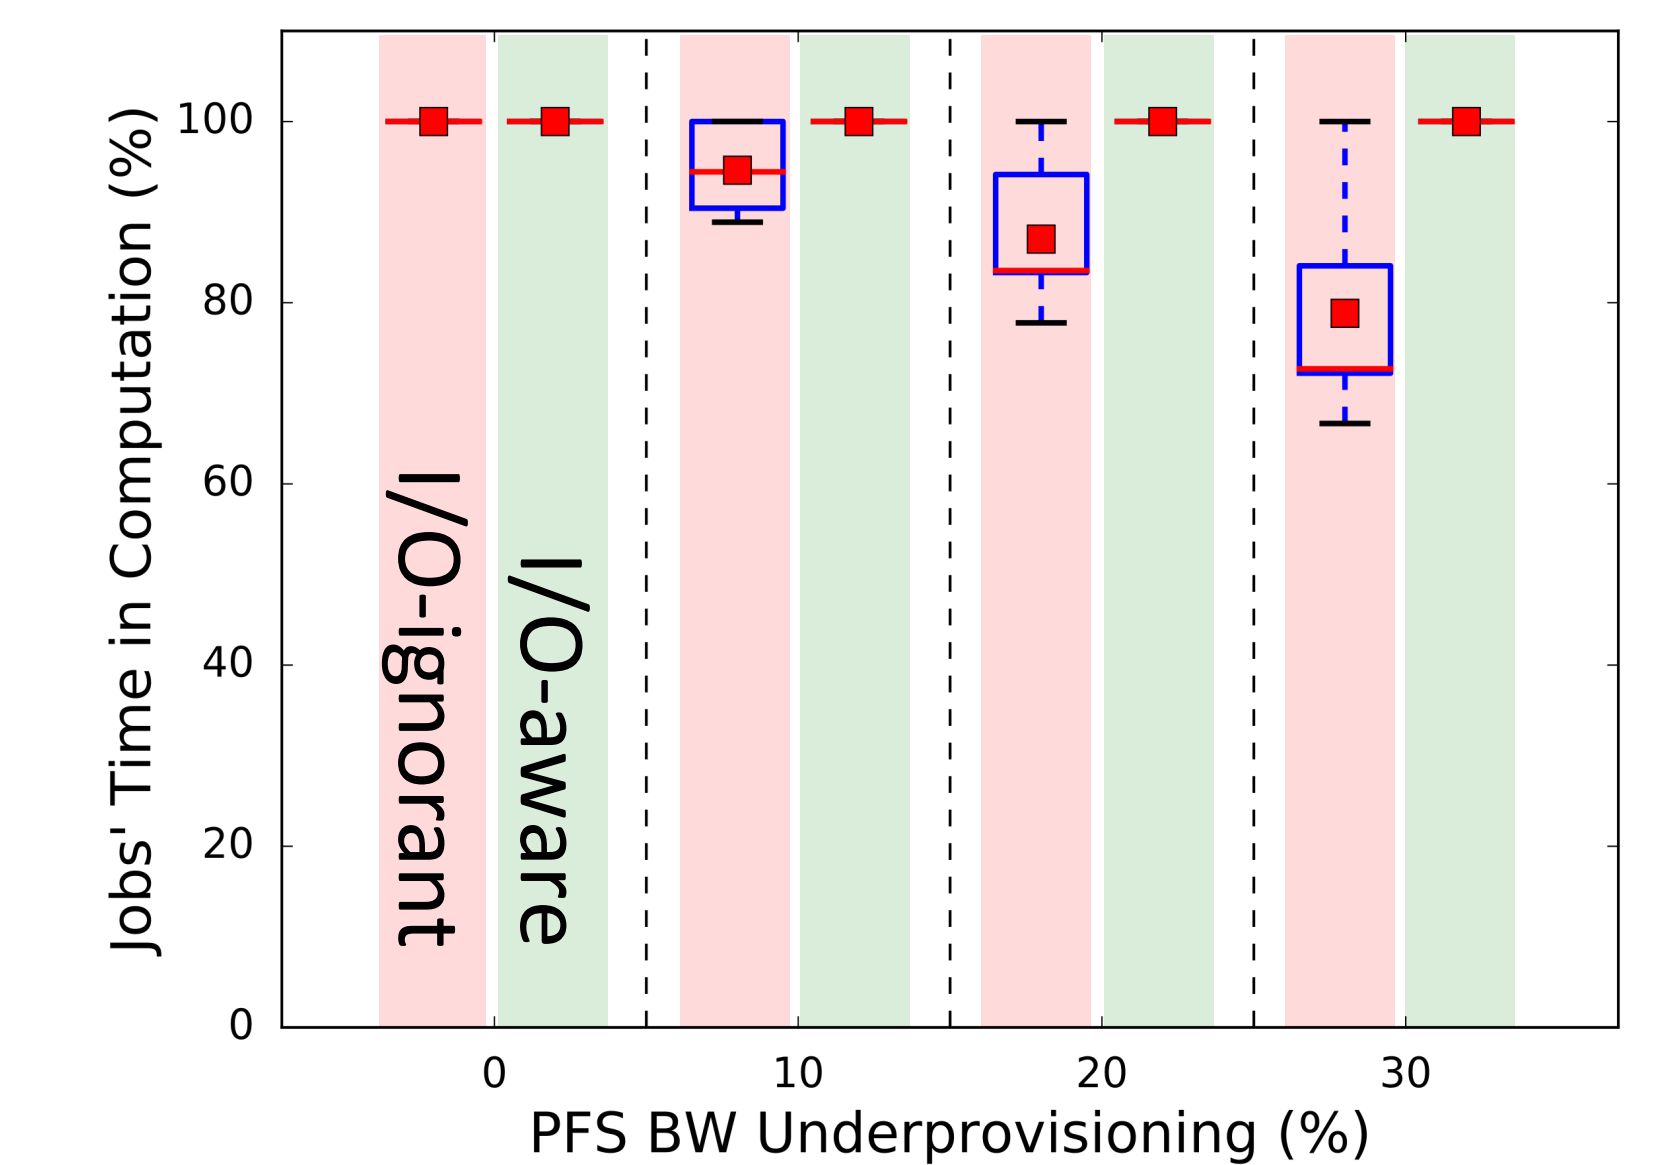 Jobs' Time in Computation (%)
100
80
60
40
20
0
I/O-ignorant
I/O-aware
0 10 20 30
PFS BW Underprovisioning (%)